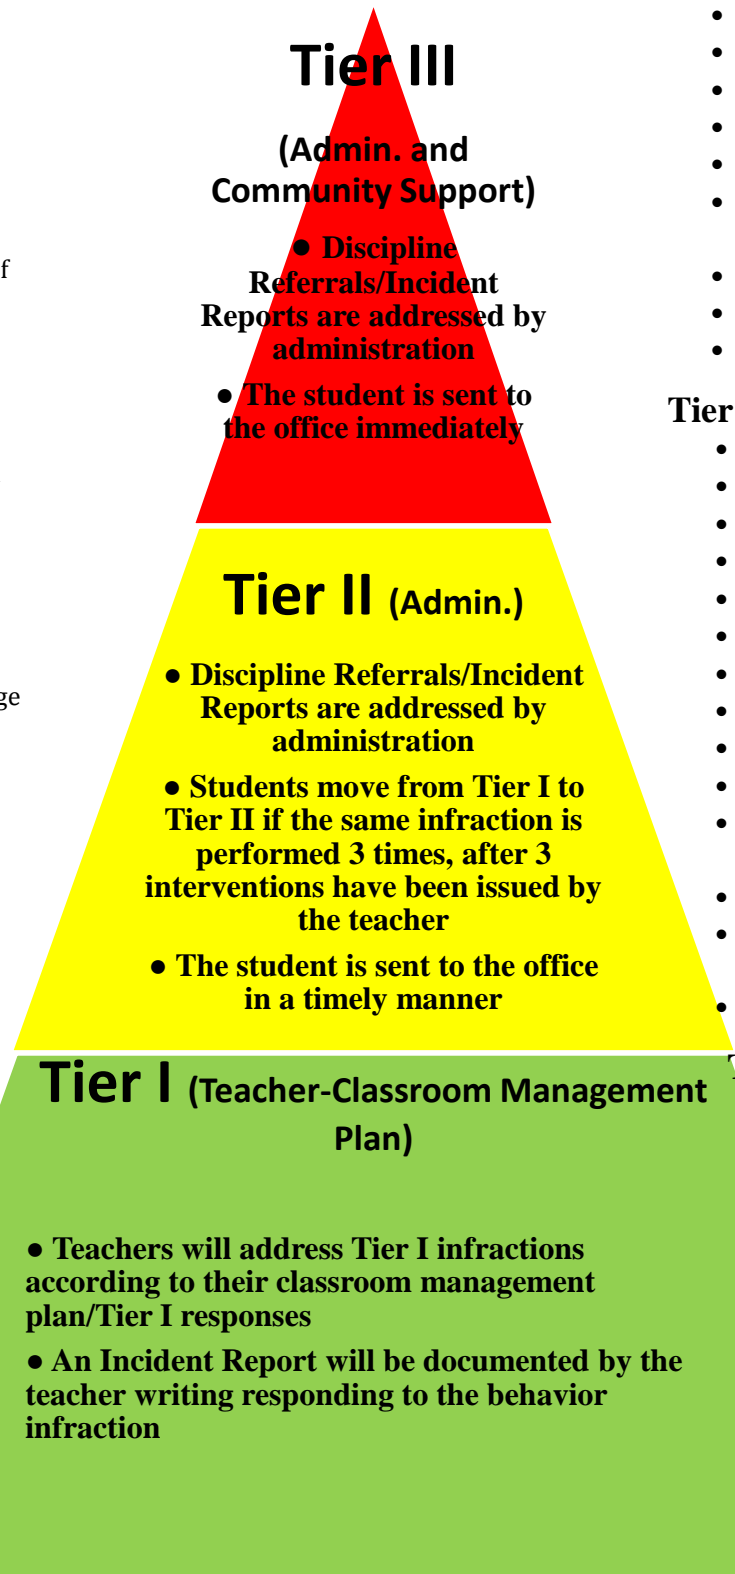 Tier III
(Admin. and
Community Support)
● Discipline
Referrals/Incident
Reports are addressed by
administration
● The student is sent to
the office immediately
Tier II (Admin.)
● Discipline Referrals/Incident
Reports are addressed by
administration
● Students move from Tier I to
Tier II if the same infraction is
performed 3 times, after 3
interventions have been issued by
the teacher
● The student is sent to the office
in a timely manner
Tier I (Teacher-Classroom Management
Plan)
● Teachers will address Tier I infractions
according to their classroom management
plan/Tier I responses
● An Incident Report will be documented by the
teacher writing responding to the behavior
infraction
Tier